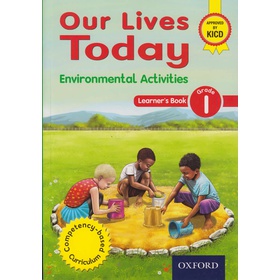 Our Lives
Today
APPROVED
BY
KICD
Environmental Activities
Learner's Book
Grade
1
Competency-based
Curriculum
OXFORD